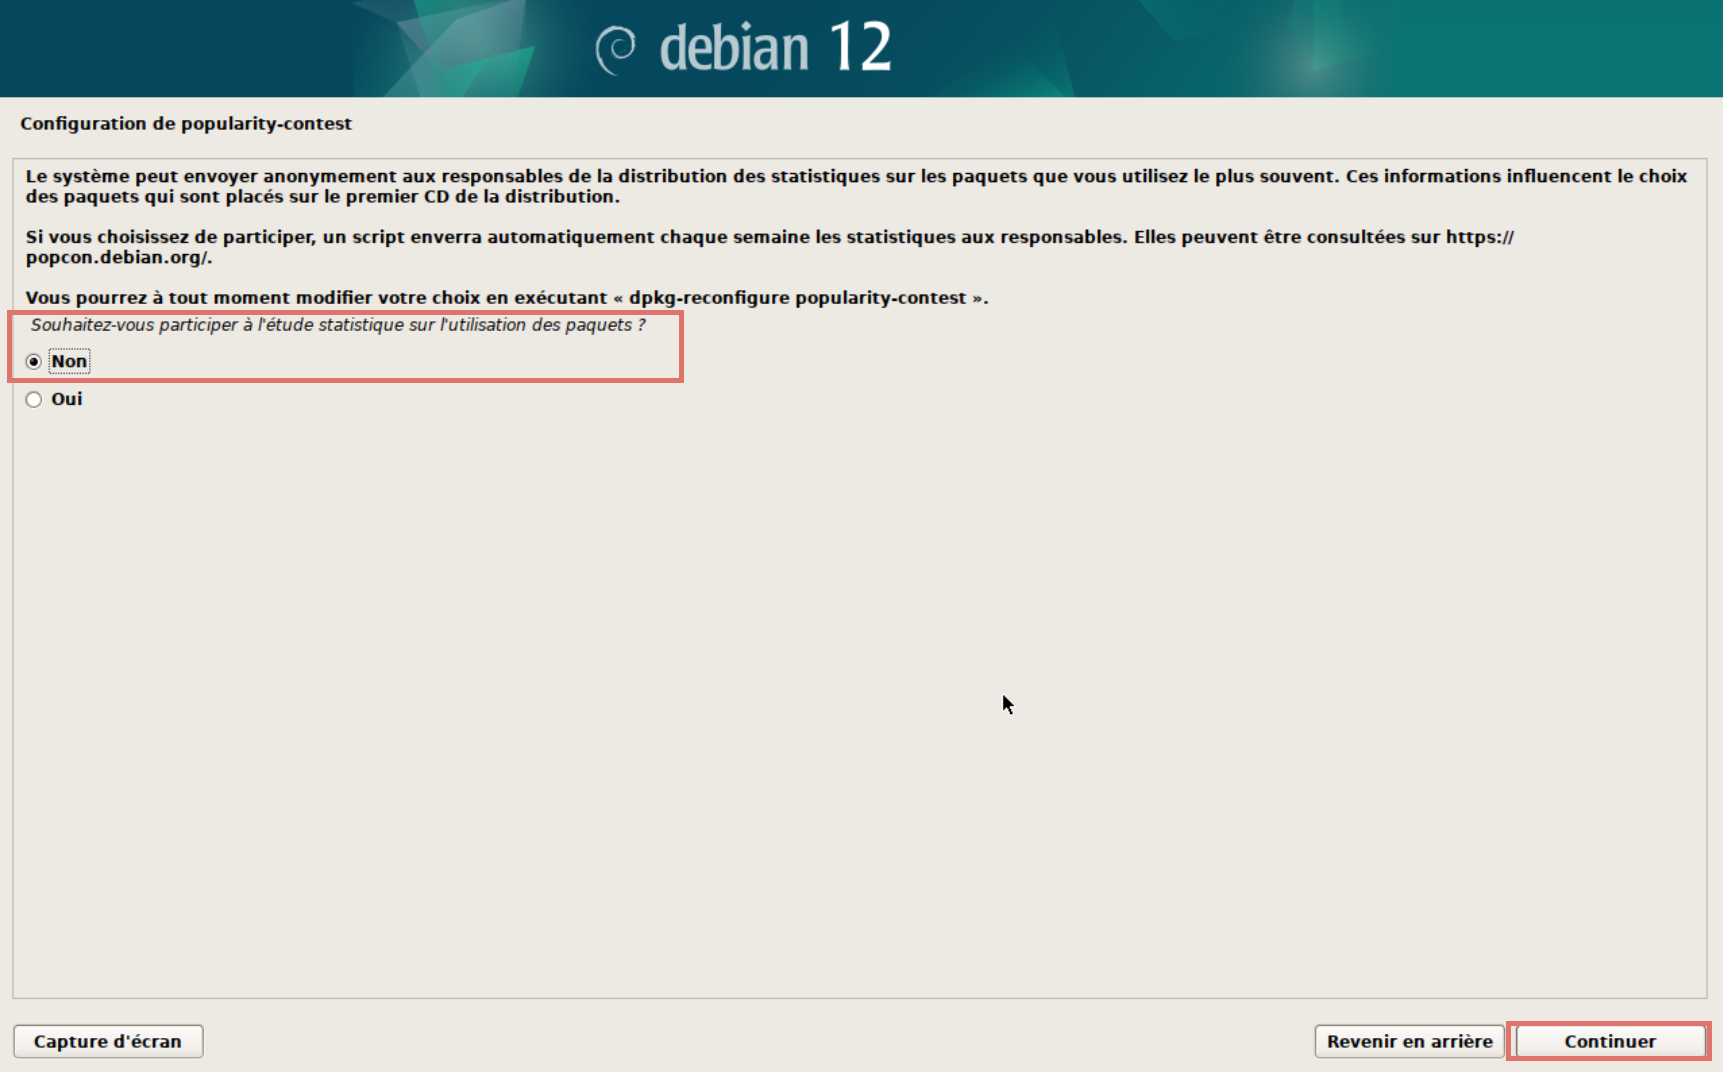 debian 12
Configuration de popularity-contest
Le système peut envoyer anonymement aux responsables de la distribution des statistiques sur les paquets que vous utilisez le plus souvent. Ces informations influencent le choix
des paquets qui sont placés sur le premier CD de la distribution.
Si vous choisissez de participer, un script enverra automatiquement chaque semaine les statistiques aux responsables. Elles peuvent être consultées sur https://
popcon.debian.org/.
Vous pourrez à tout moment modifier votre choix en exécutant « dpkg-reconfigure popularity-contest ».
Souhaitez-vous participer à l'étude statistique sur l'utilisation des paquets ?
Non
Oui
Capture d'écran
Revenir en arrière
Continuer